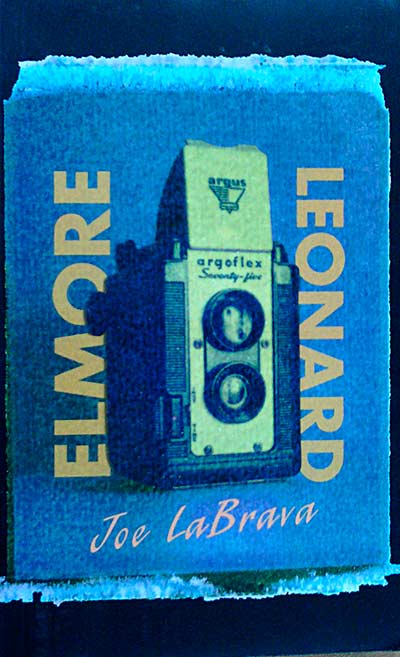 ELMORE
LEONARD
argus
argoflex
Seventy-five
Joe LaBrava